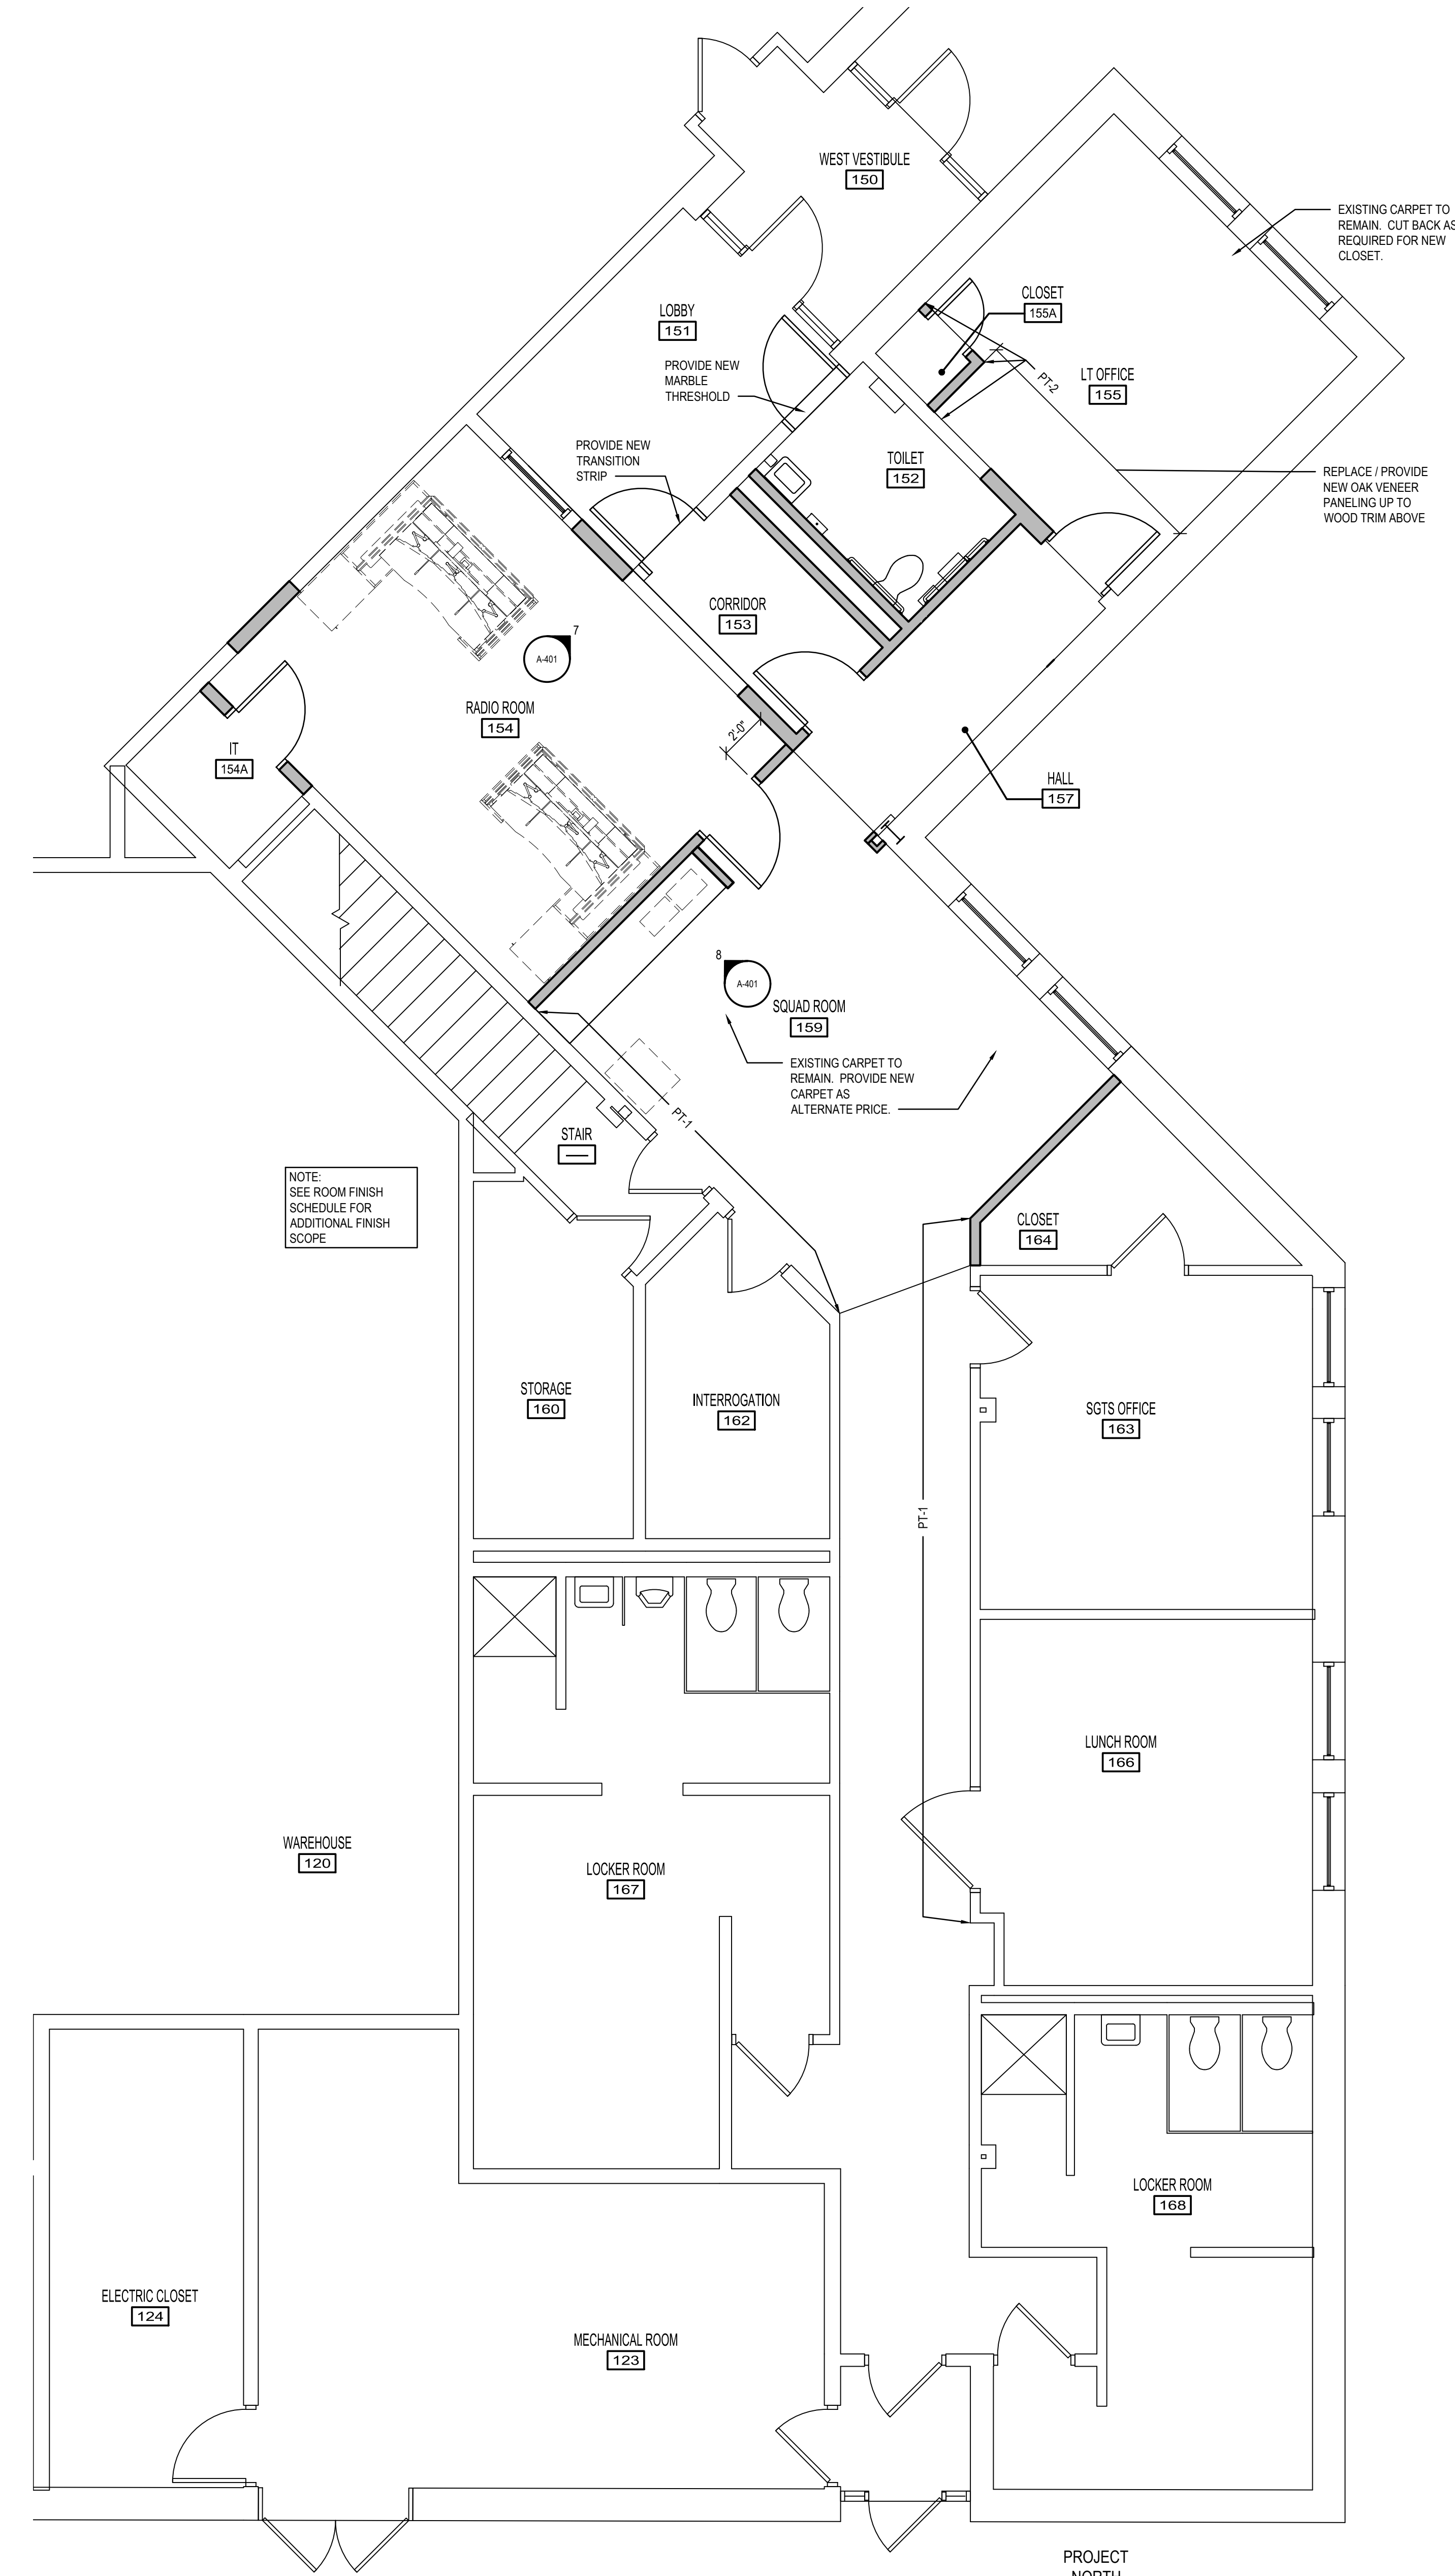 WEST VESTIBULE
150
EXISTING CARPET TO
REMAIN. CUT BACK AS
REQUIRED FOR NEW
CLOSET.
CLOSET
155A
LOBBY
151
PROVIDE NEW
MARBLE
THRESHOLD
PT-2
LT OFFICE
155
PROVIDE NEW
TRANSITION
STRIP
TOILET
152
REPLACE / PROVIDE
NEW OAK VENEER
PANELING UP TO
WOOD TRIM ABOVE
CORRIDOR
153
7
A-401
RADIO ROOM
154
2'-0"
IT
154A
HALL
157
8
A-401
SQUAD ROOM
159
EXISTING CARPET TO
REMAIN. PROVIDE NEW
CARPET AS
ALTERNATE PRICE.
PT-1
STAIR
NOTE:
SEE ROOM FINISH
SCHEDULE FOR
ADDITIONAL FINISH
SCOPE
CLOSET
164
STORAGE
160
INTERROGATION
162
SGTS OFFICE
163
PT-1
LUNCH ROOM
166
WAREHOUSE
120
LOCKER ROOM
167
LOCKER ROOM
168
ELECTRIC CLOSET
124
MECHANICAL ROOM
123
PROJECT
NORTH